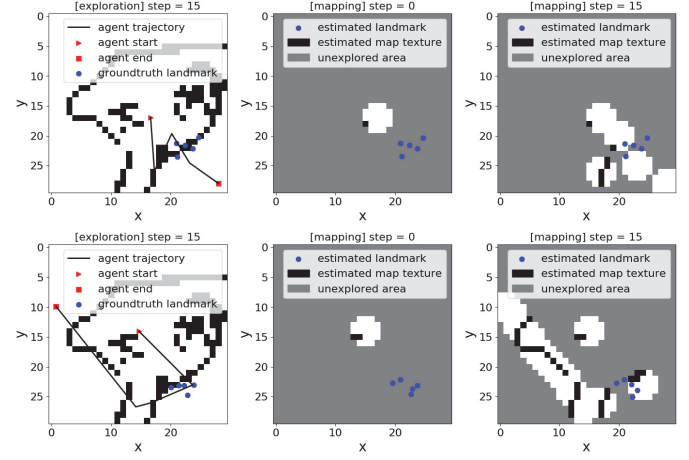 [exploration] step = 15
[mapping] step = 0
[mapping] step = 15
agent trajectory
agent start
agent end
groundtruth landmark
estimated landmark
estimated map texture
unexplored area
estimated landmark
estimated map texture
unexplored area
0
5
10
15
20
25
y
0
10
20
x
0
5
10
15
20
25
y
0
10
20
x
0
5
10
15
20
25
y
0
10
20
x
[exploration] step = 15
[mapping] step = 0
[mapping] step = 15
agent trajectory
agent start
agent end
groundtruth landmark
estimated landmark
estimated map texture
unexplored area
estimated landmark
estimated map texture
unexplored area
0
5
10
15
20
25
y
0
10
20
x
0
5
10
15
20
25
y
0
10
20
x
0
5
10
15
20
25
y
0
10
20
x